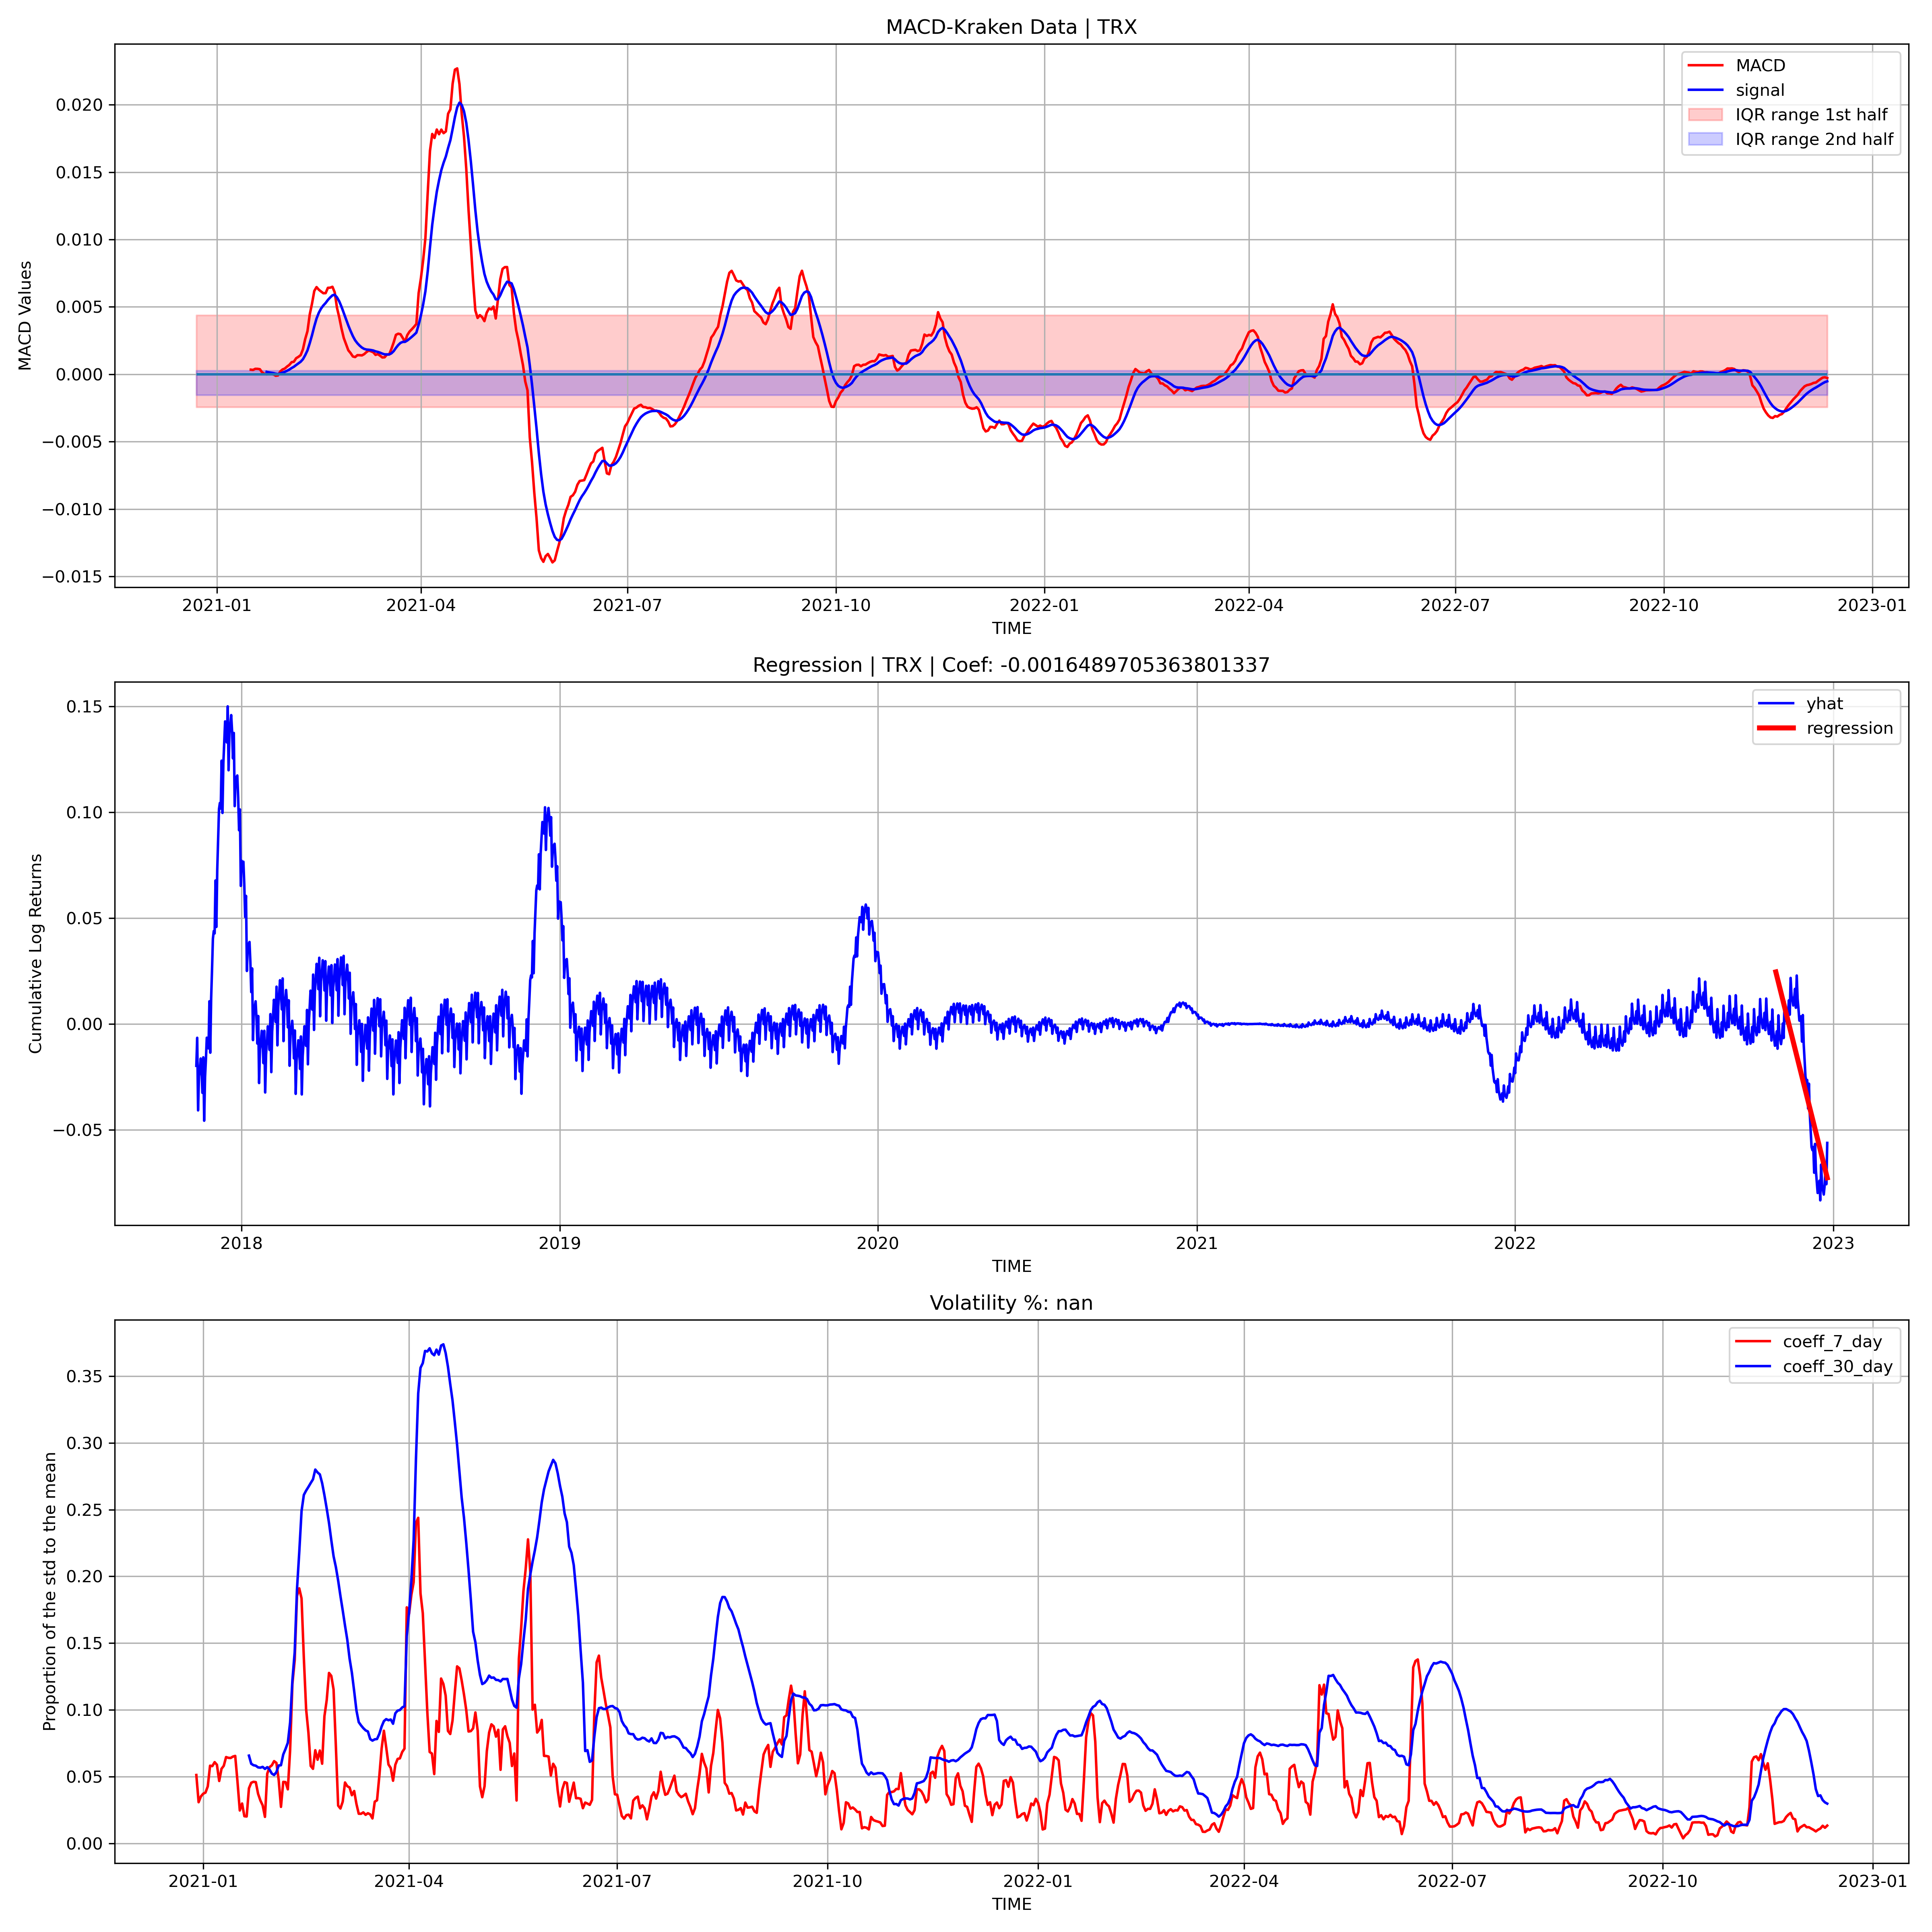 MACD-Kraken Data | TRX
MACD
signal
IQR range 1st half
IQR range 2nd half
MACD Values
0.020
0.015
0.010
0.005
0.000
−0.005
−0.010
−0.015
2021-01 2021-04 2021-07 2021-10 2022-01 2022-04 2022-07 2022-10 2023-01
TIME
Regression | TRX | Coef: -0.0016489705363801337
yhat
regression
Cumulative Log Returns
0.15
0.10
0.05
0.00
−0.05
2018 2019 2020 2021 2022 2023
TIME
Volatility %: nan
coeff_7_day
coeff_30_day
Proportion of the std to the mean
0.35
0.30
0.25
0.20
0.15
0.10
0.05
0.00
2021-01 2021-04 2021-07 2021-10 2022-01 2022-04 2022-07 2022-10 2023-01
TIME